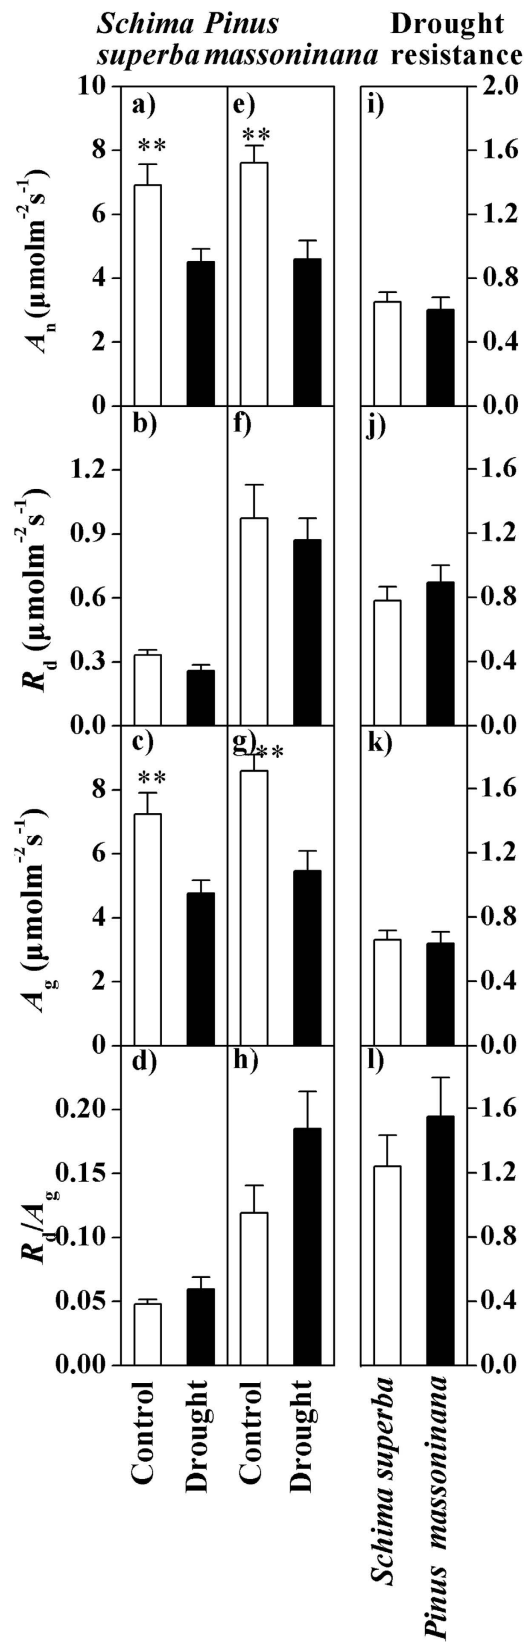 Schima Pinus Drought
superba massoninana resistance
a) e) i)
10 2.0
** **
8 1.6
6 1.2
4 0.8
2 0.4
0 0.0
An (μmolm-2s-1)
b) f) j)
1.2 1.6
0.9 1.2
0.6 0.8
0.3 0.4
0.0 0.0
Rd (μmolm-2s-1)
c) g) k)
** **
8 1.6
6 1.2
4 0.8
2 0.4
0 0.0
Ag (μmolm-2s-1)
d) h) l)
0.20 1.6
0.15 1.2
0.10 0.8
0.05 0.4
0.00 0.0
Rd/Ag
Control
Drought
Control
Drought
Schima superba
Pinus massoninana